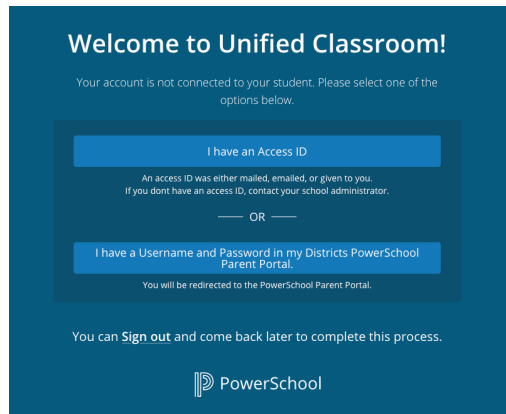 Welcome to Unified Classroom!
Your account is not connected to your student. Please select one of the
options below.
I have an Access ID
An access ID was either mailed, emailed, or given to you.
If you dont have an access ID, contact your school administrator.
OR
I have a Username and Password in my Districts PowerSchool
Parent Portal.
You will be redirected to the PowerSchool Parent Portal.
You can Sign out and come back later to complete this process.
PowerSchool